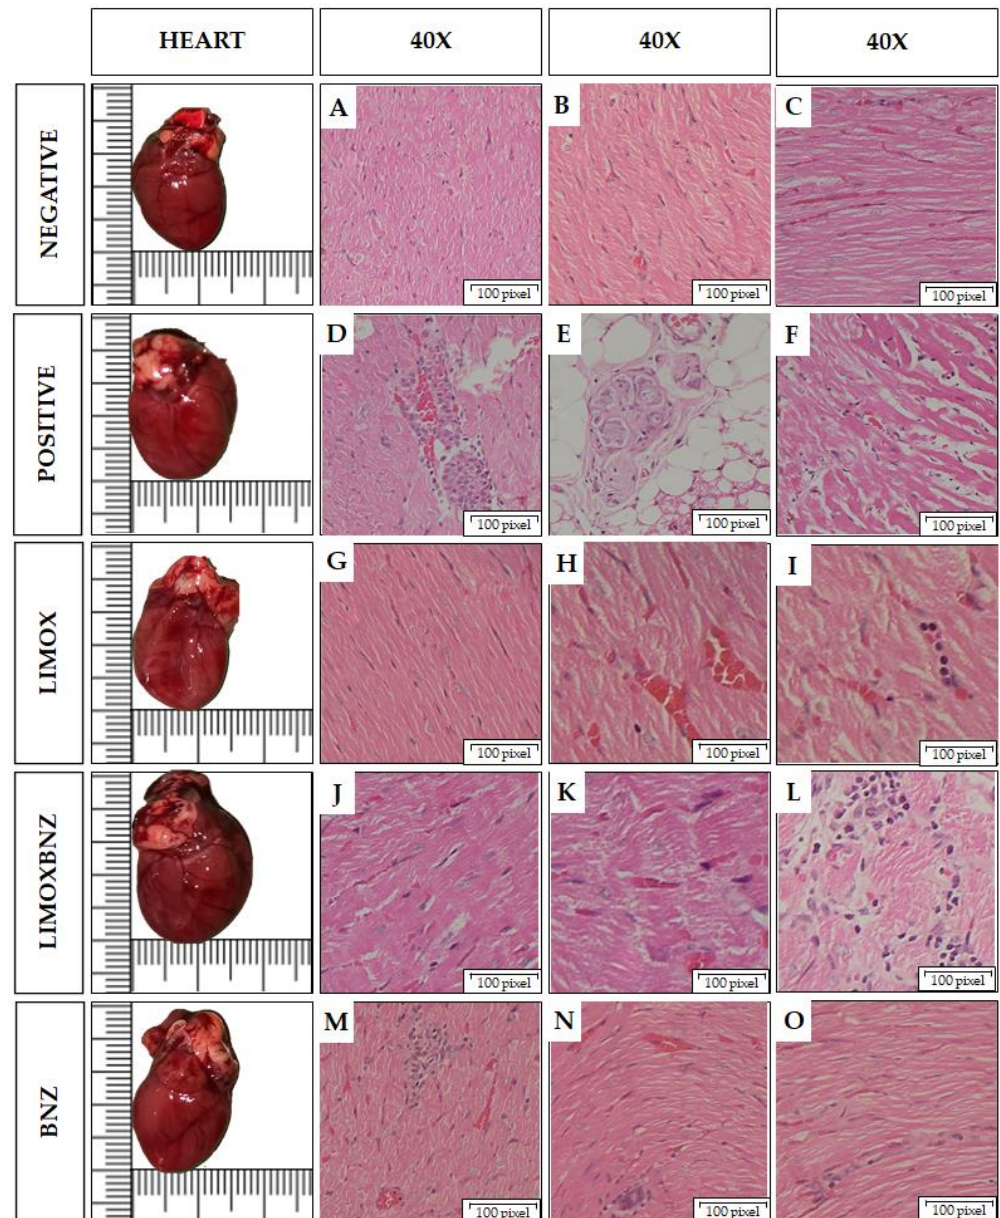 HEART 40X 40X 40X
NEGATIVE
A B C
100 pixel 100 pixel 100 pixel
POSITIVE
D E F
100 pixel 100 pixel 100 pixel
LIMOX
G H I
100 pixel 100 pixel 100 pixel
LIMOXBNZ
J K L
100 pixel 100 pixel 100 pixel
BNZ
M N O
100 pixel 100 pixel 100 pixel